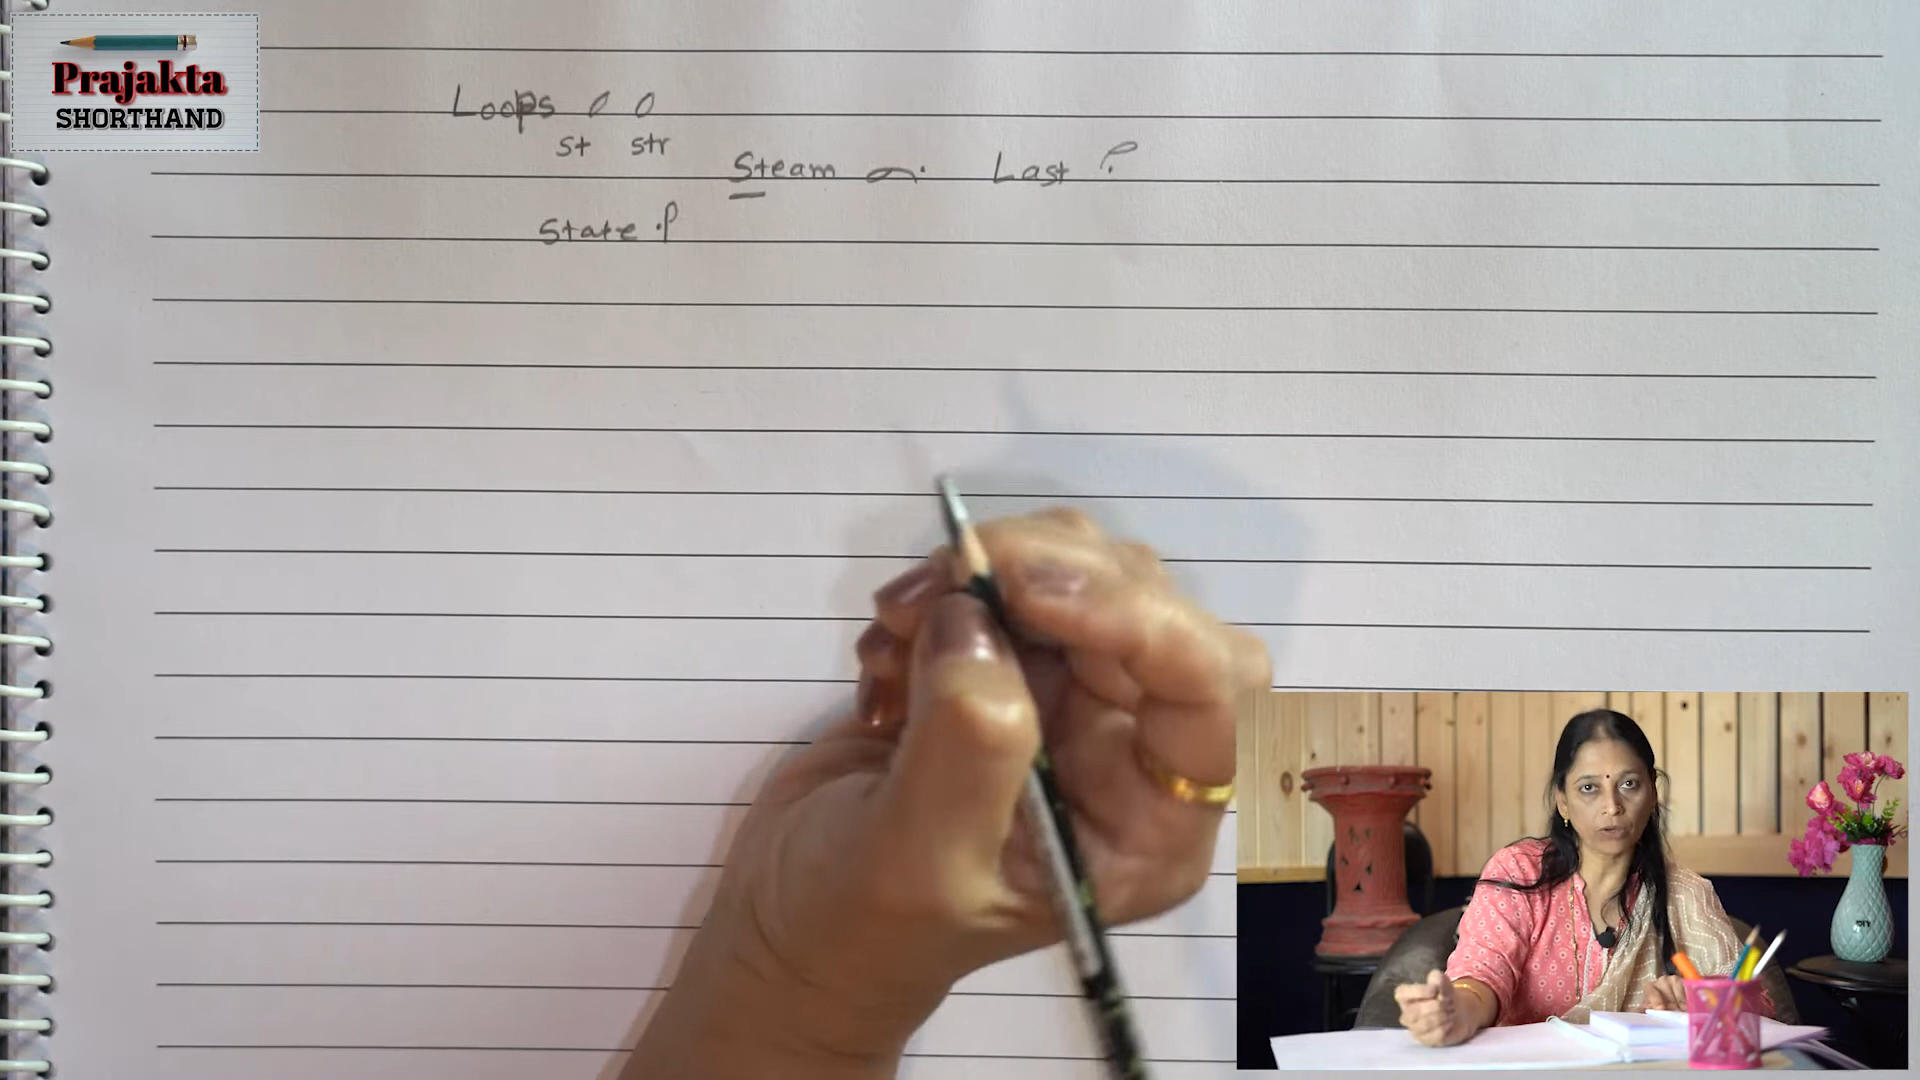 Prajakta
SHORTHAND
Loops
st str
Steam Last
State